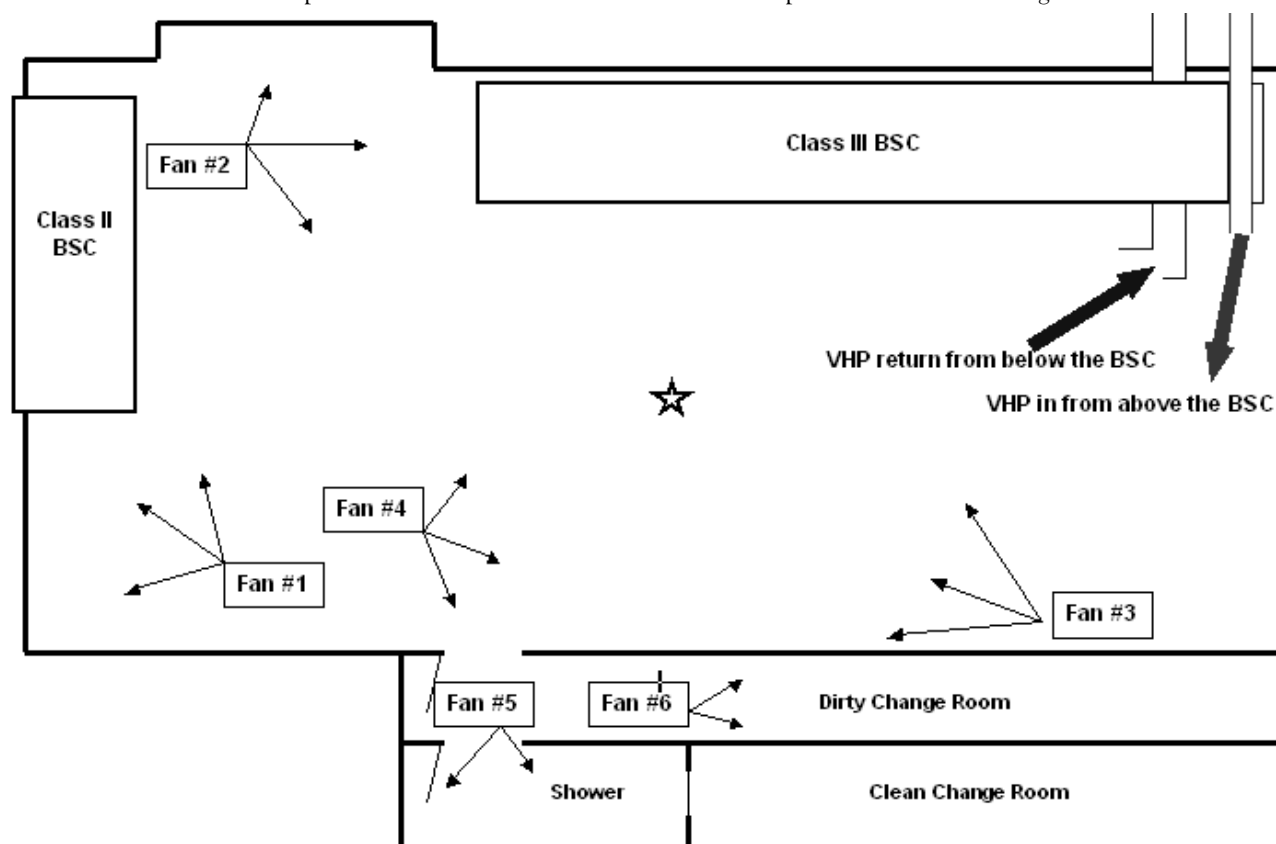 Class III BSC
Fan #2
Class II
BSC
VHP return from below the BSC
VHP in from above the BSC
Fan #4
Fan #1
Fan #3
Fan #5
Fan #6
Dirty Change Room
Shower
Clean Change Room